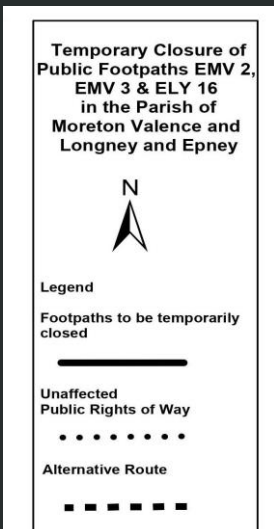 Temporary Closure of
Public Footpaths EMV 2,
EMV 3 & ELY 16
in the Parish of
Moreton Valence and
Longney and Epney
N
Legend
Footpaths to be temporarily
closed
Unaffected
Public Rights of Way
Alternative Route